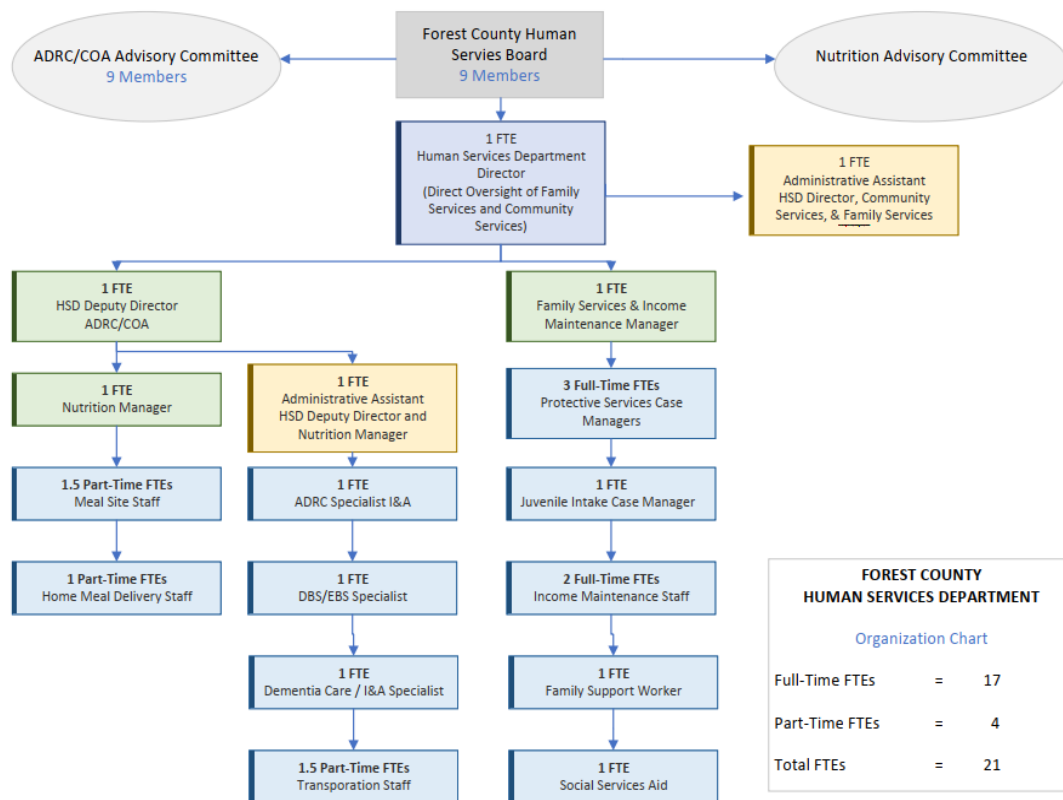 ADRC/COA Advisory Committee
9 Members
Forest County Human
Servies Board
9 Members
Nutrition Advisory Committee
1 FTE
Human Services Department
Director
(Direct Oversight of Family
Services and Community
Services)
1 FTE
Administrative Assistant
HSD Director, Community
Services, & Family Services
1 FTE
HSD Deputy Director
ADRC/COA
1 FTE
Family Services & Income
Maintenance Manager
1 FTE
Nutrition Manager
1 FTE
Administrative Assistant
HSD Deputy Director and
Nutrition Manager
3 Full-Time FTEs
Protective Services Case
Managers
1.5 Part-Time FTEs
Meal Site Staff
1 FTE
ADRC Specialist I&A
1 FTE
Juvenile Intake Case Manager
1 Part-Time FTEs
Home Meal Delivery Staff
1 FTE
DBS/EBS Specialist
2 Full-Time FTEs
Income Maintenance Staff
1 FTE
Dementia Care / I&A Specialist
1 FTE
Family Support Worker
1.5 Part-Time FTEs
Transporation Staff
1 FTE
Social Services Aid
FOREST COUNTY
HUMAN SERVICES DEPARTMENT
Organization Chart
Full-Time FTEs = 17
Part-Time FTEs = 4
Total FTEs = 21